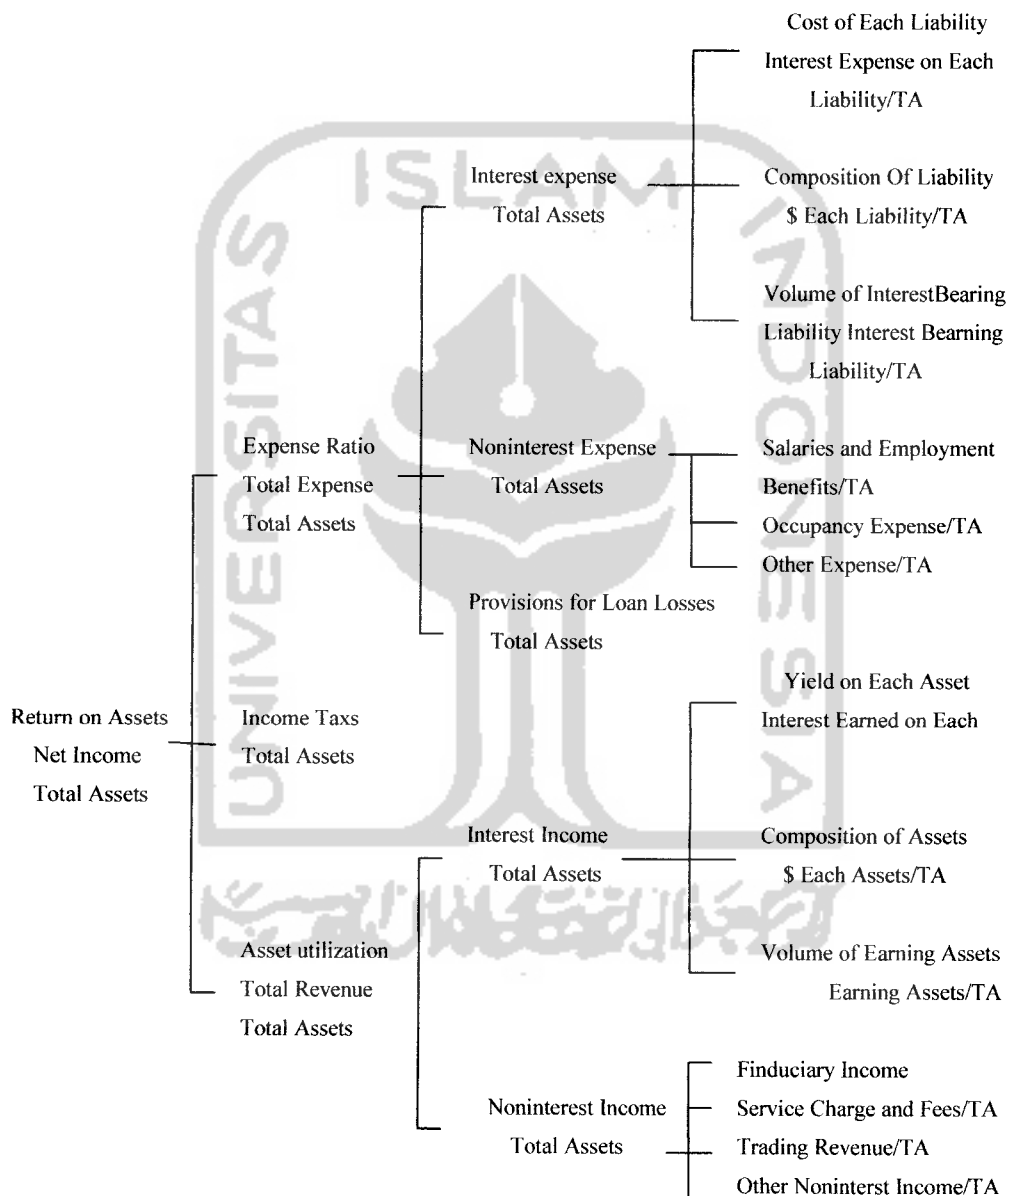 Cost of Each Liability
Interest Expense on Each
Liability/TA
Interest expense
Total Assets
Composition Of Liability
$ Each Liability/TA
Volume of InterestBearing
Liability Interest Bearning
Liability/TA
Expense Ratio
Total Expense
Total Assets
Noninterest Expense
Total Assets
Salaries and Employment
Benefits/TA
Occupancy Expense/TA
Other Expense/TA
Provisions for Loan Losses
Total Assets
Return on Assets
Net Income
Total Assets
Income Taxs
Total Assets
Yield on Each Asset
Interest Earned on Each
Interest Income
Total Assets
Composition of Assets
$ Each Assets/TA
Asset utilization
Total Revenue
Total Assets
Volume of Earning Assets
Earning Assets/TA
Noninterest Income
Total Assets
Finduciary Income
Service Charge and Fees/TA
Trading Revenue/TA
Other Noninterst Income/TA
UNIVERSITAS
ISLAM
INDONESIA